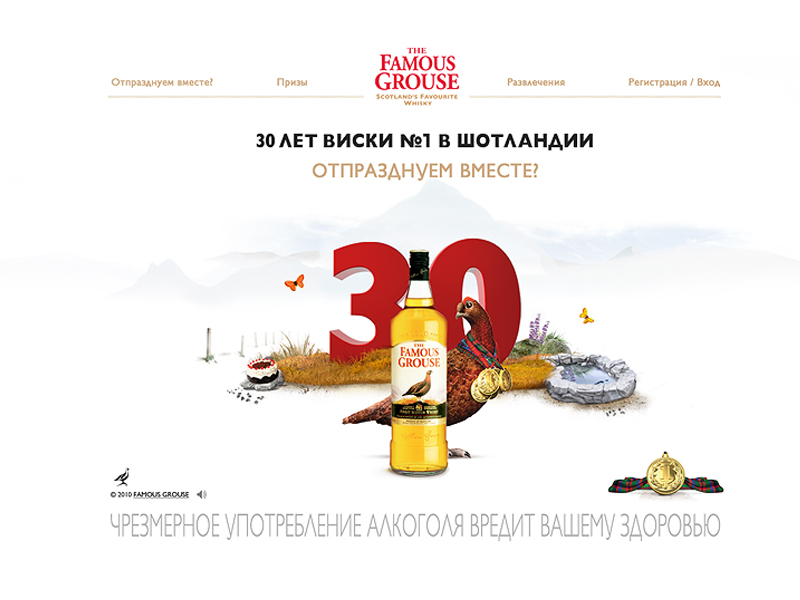 THE
FAMOUS
GROUSE
SCOTLAND'S FAVOURITE
WHISKY
Отпразднуем вместе?
Призы
Развлечения
Регистрация / Вход
30 ЛЕТ ВИСКИ №1 В ШОТЛАНДИИ
ОТПРАЗДНУЕМ ВМЕСТЕ?
30
THE
FAMOUS
GROUSE
1
© 2010 FAMOUS GROUSE
ЧРЕЗМЕРНОЕ УПОТРЕБЛЕНИЕ АЛКОГОЛЯ ВРЕДИТ ВАШЕМУ ЗДОРОВЬЮ